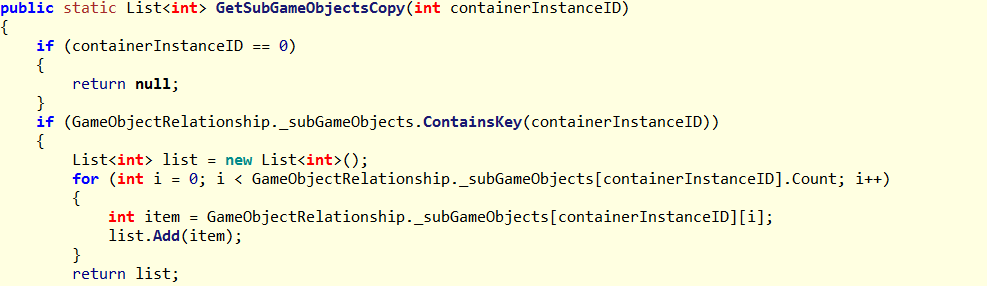 public static List<int> GetSubGameObjectsCopy(int containerInstanceID)
{
    if (containerInstanceID == 0)
    {
        return null;
    }
    if (GameObjectRelationship._subGameObjects.ContainsKey(containerInstanceID))
    {
        List<int> list = new List<int>();
        for (int i = 0; i < GameObjectRelationship._subGameObjects[containerInstanceID].Count; i++)
        {
            int item = GameObjectRelationship._subGameObjects[containerInstanceID][i];
            list.Add(item);
        }
        return list;